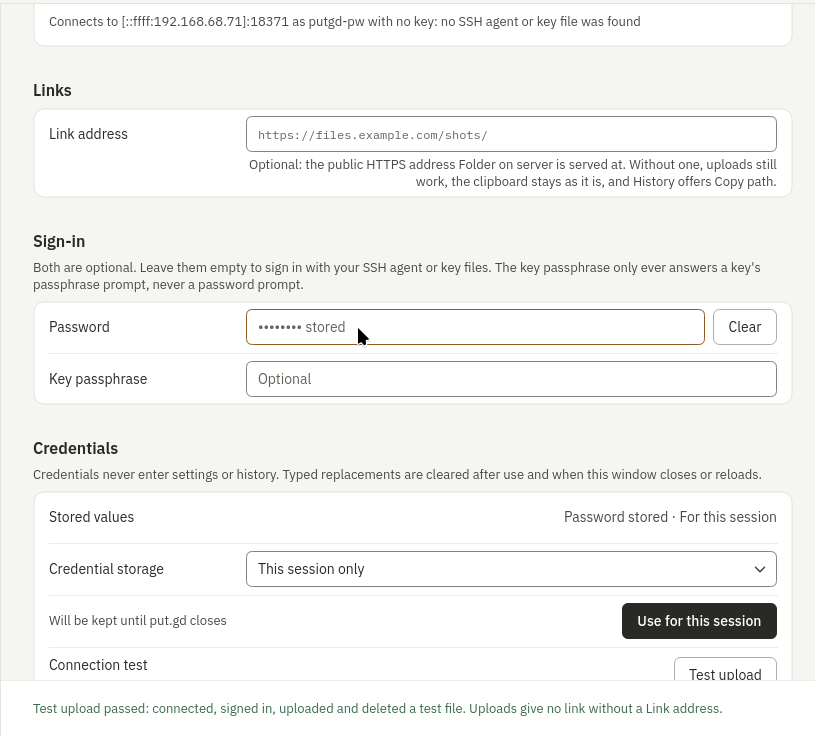 Connects to [::ffff:192.168.68.71]:18371 as putgd-pw with no key: no SSH agent or key file was found
Links
Link address
https://files.example.com/shots/
Optional: the public HTTPS address Folder on server is served at. Without one, uploads still
work, the clipboard stays as it is, and History offers Copy path.
Sign-in
Both are optional. Leave them empty to sign in with your SSH agent or key files. The key passphrase only ever answers a key's
passphrase prompt, never a password prompt.
Password
•••••••• stored
Clear
Key passphrase
Optional
Credentials
Credentials never enter settings or history. Typed replacements are cleared after use and when this window closes or reloads.
Stored values
Password stored · For this session
Credential storage
This session only
Will be kept until put.gd closes
Use for this session
Connection test
Test upload
Test upload passed: connected, signed in, uploaded and deleted a test file. Uploads give no link without a Link address.